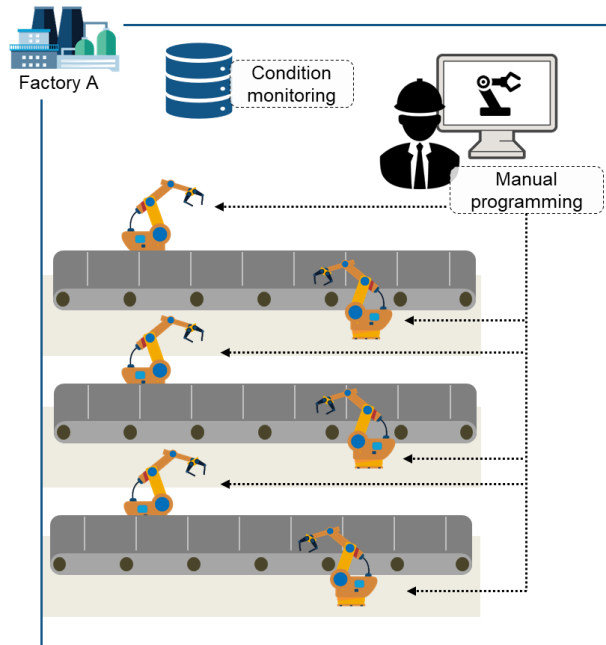 Factory A
Condition
monitoring
Manual
programming